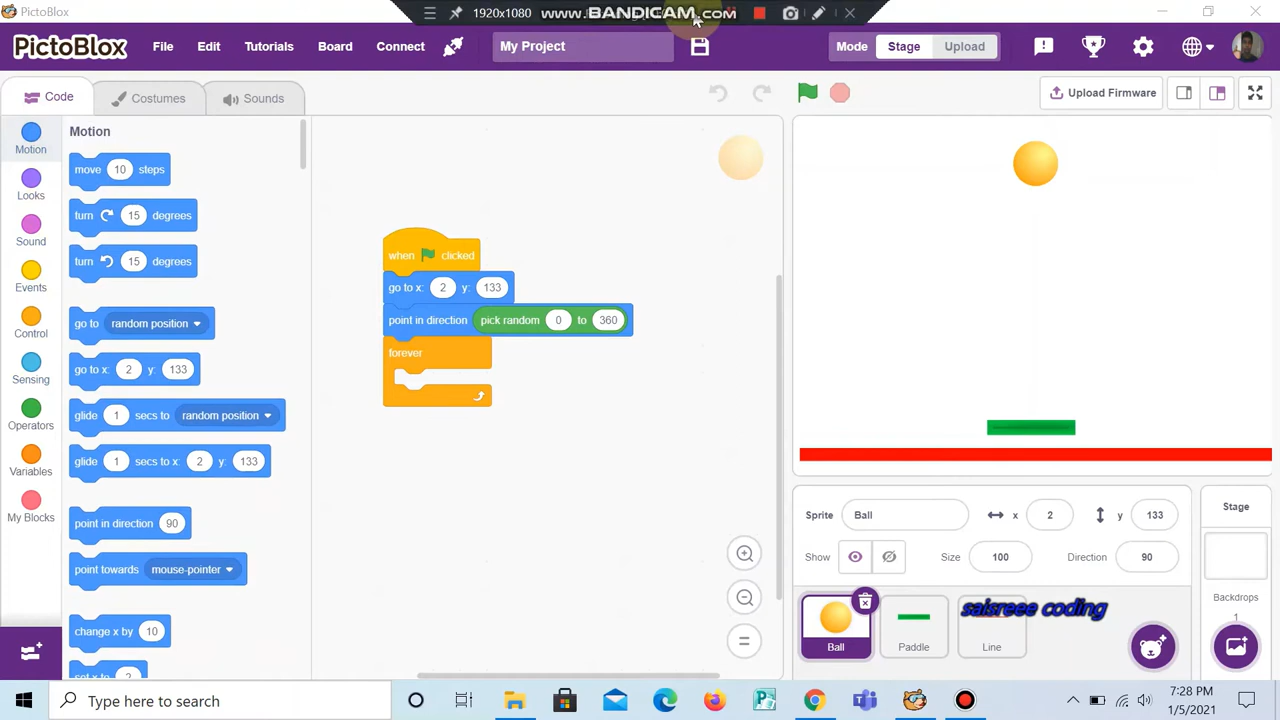 PictoBlox
1920x1080
www.BANDICAM.com
PictoBlox
File Edit Tutorials Board Connect
My Project
Mode Stage Upload
Code Costumes Sounds
Upload Firmware
Motion
Looks
Sound
Events
Control
Sensing
Operators
Variables
My Blocks
Motion
move 10 steps
turn 15 degrees
turn 15 degrees
go to random position
go to x: 2 y: 133
glide 1 secs to random position
glide 1 secs to x: 2 y: 133
point in direction 90
point towards mouse-pointer
change x by 10
when clicked
go to x: 2 y: 133
point in direction pick random 0 to 360
forever
Sprite Ball x 2 y 133
Show Size 100 Direction 90
Ball
Paddle
Line
saisreee coding
Stage
Backdrops
1
Type here to search
7:28 PM
1/5/2021